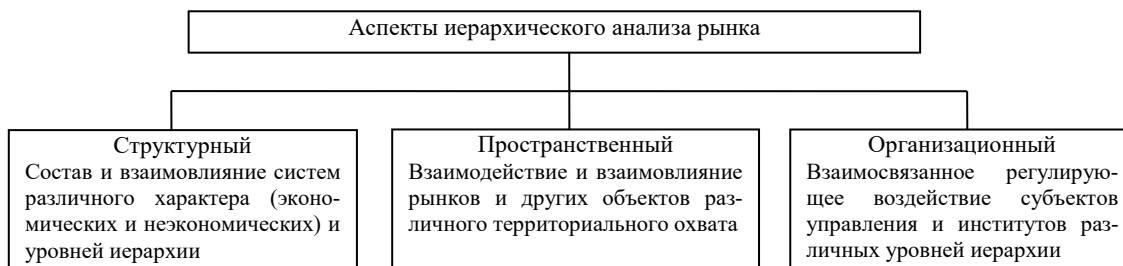 Аспекты иерархического анализа рынка
Структурный
Состав и взаимовлияние систем
различного характера (эконо-
мических и неэкономических) и
уровней иерархии
Пространственный
Взаимодействие и взаимовлияние
рынков и других объектов раз-
личного территориального охвата
Организационный
Взаимосвязанное регулирую-
щее воздействие субъектов
управления и институтов раз-
личных уровней иерархии